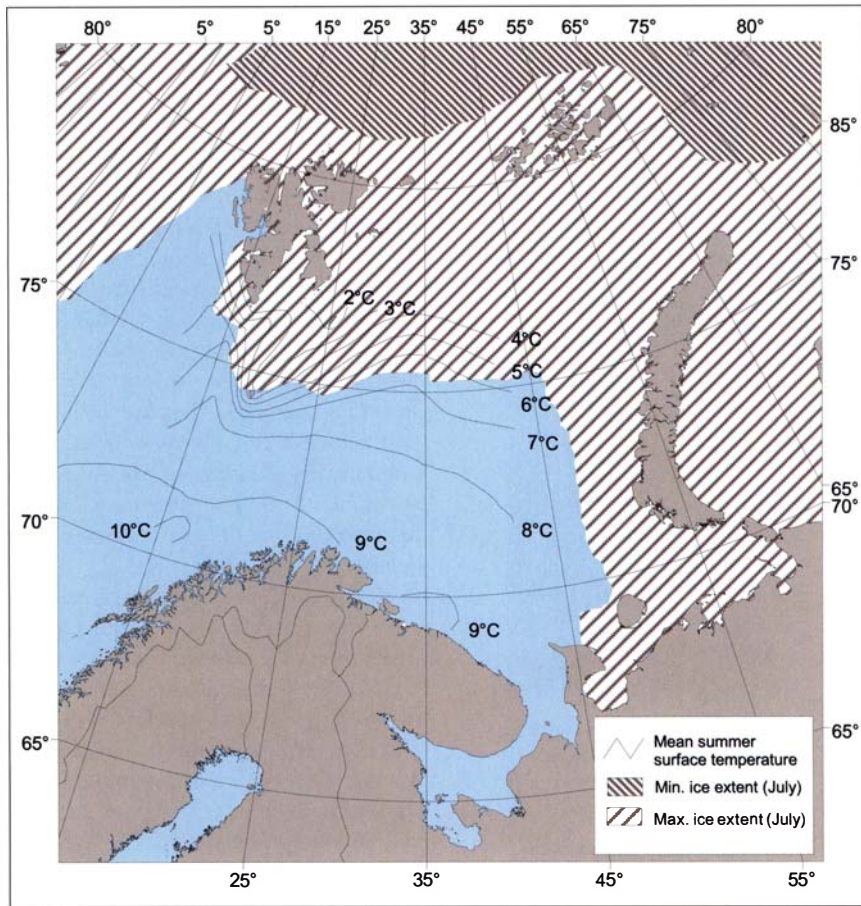 80° 5° 5° 15° 25° 35° 45° 55° 65° 75° 80°
85°
75°
75°
2°C
3°C
4°C
5°C
6°C
7°C
65°
70°
70°
10°C
9°C
8°C
9°C
65°
65°
Mean summer
surface temperature
Min. ice extent (July)
Max. ice extent (July)
25° 35° 45° 55°